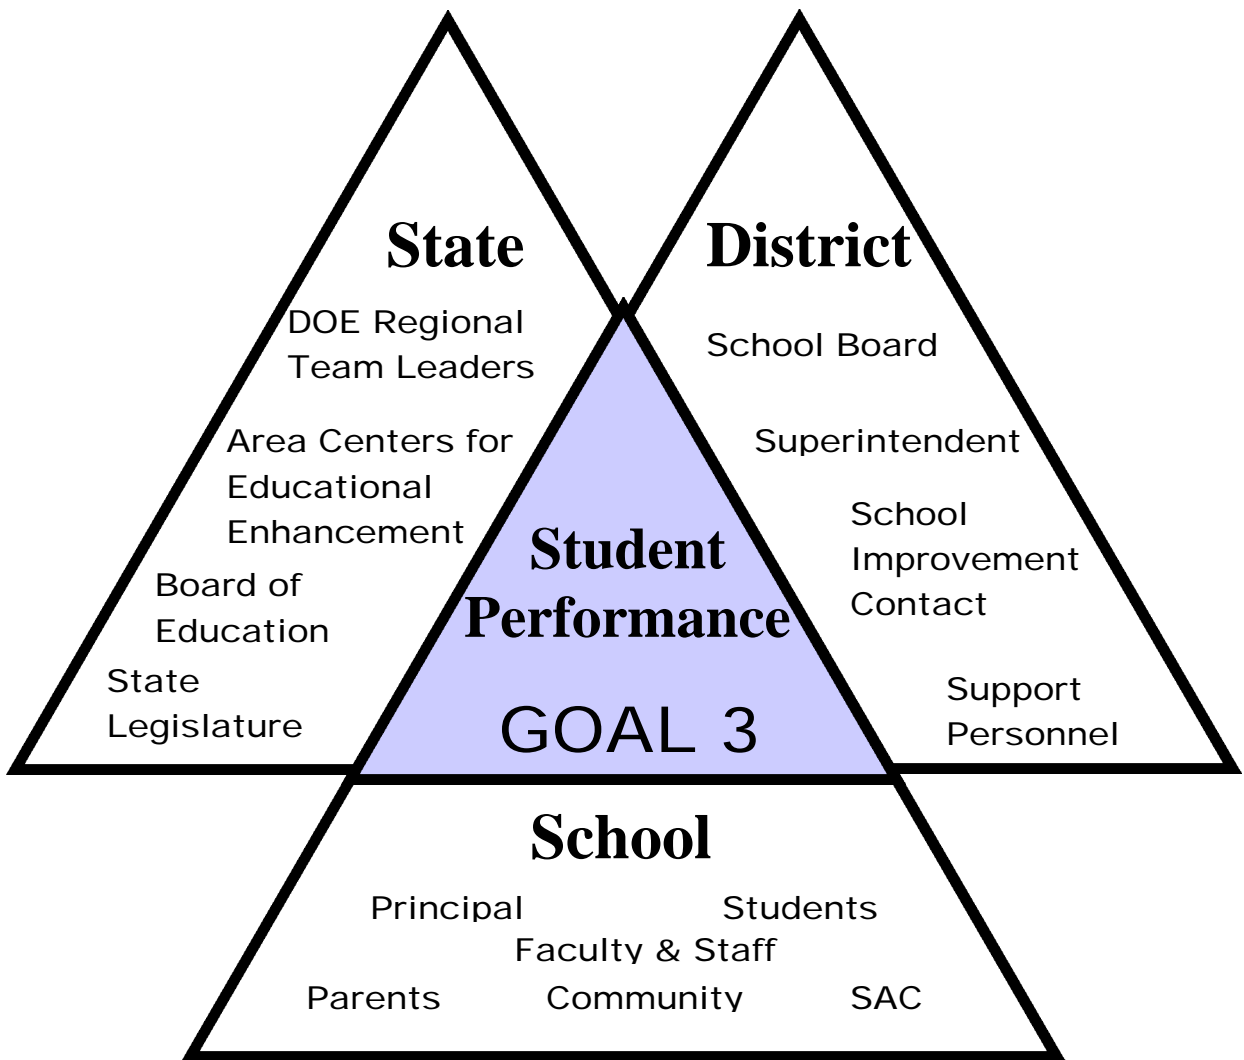 State
DOE Regional
Team Leaders
Area Centers for
Educational
Enhancement
Board of
Education
State
Legislature
District
School Board
Superintendent
School
Improvement
Contact
Support
Personnel
Student
Performance
GOAL 3
School
Principal Students
Faculty & Staff
Parents Community SAC